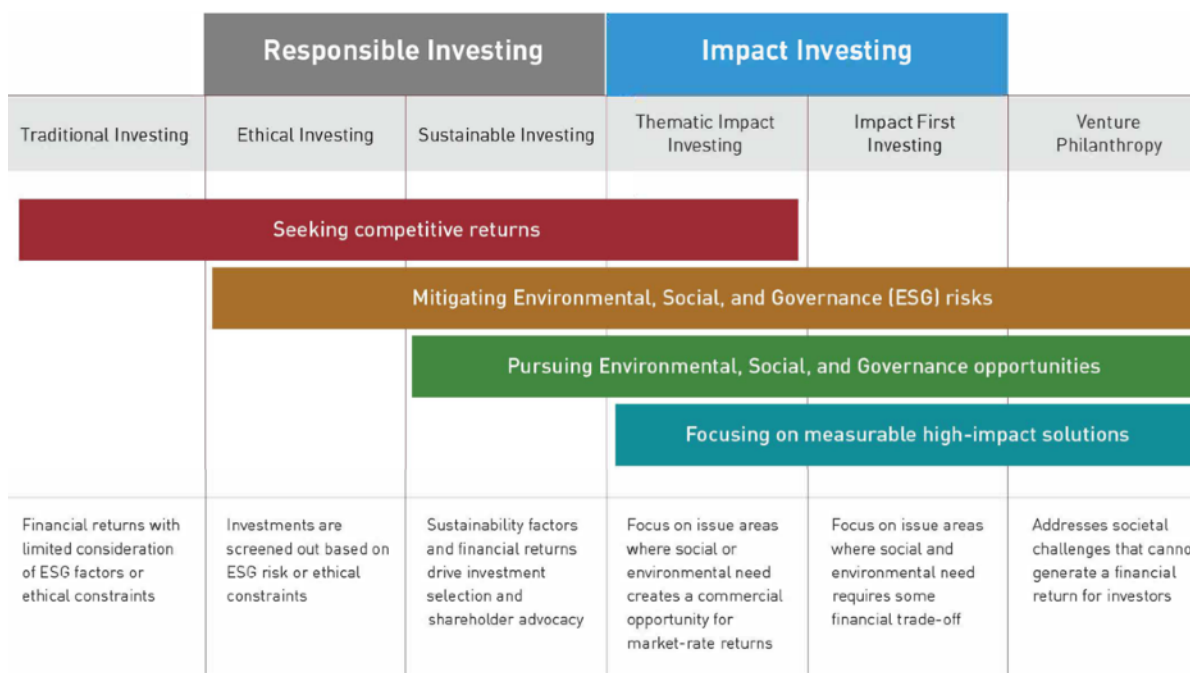 Responsible Investing
Impact Investing
Traditional Investing
Ethical Investing
Sustainable Investing
Thematic Impact
Investing
Impact First
Investing
Venture
Philanthropy
Seeking competitive returns
Mitigating Environmental, Social, and Governance (ESG) risks
Pursuing Environmental, Social, and Governance opportunities
Focusing on measurable high-impact solutions
Financial returns with
limited consideration
of ESG factors or
ethical constraints
Investments are
screened out based on
ESG risk or ethical
constraints
Sustainability factors
and financial returns
drive investment
selection and
shareholder advocacy
Focus on issue areas
where social or
environmental need
creates a commercial
opportunity for
market-rate returns
Focus on issue areas
where social and
environmental need
requires some
financial trade-off
Addresses societal
challenges that canno
generate a financial
return for investors